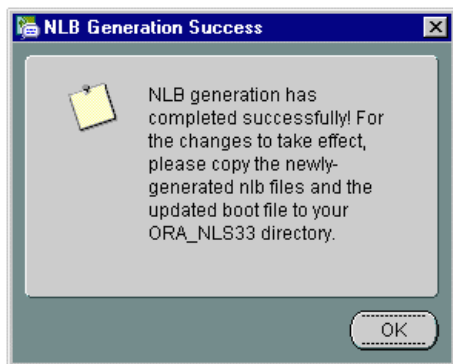 NLB Generation Success
NLB generation has
completed successfully! For
the changes to take effect,
please copy the newly-
generated nlb files and the
updated boot file to your
ORA_NLS33 directory.
OK